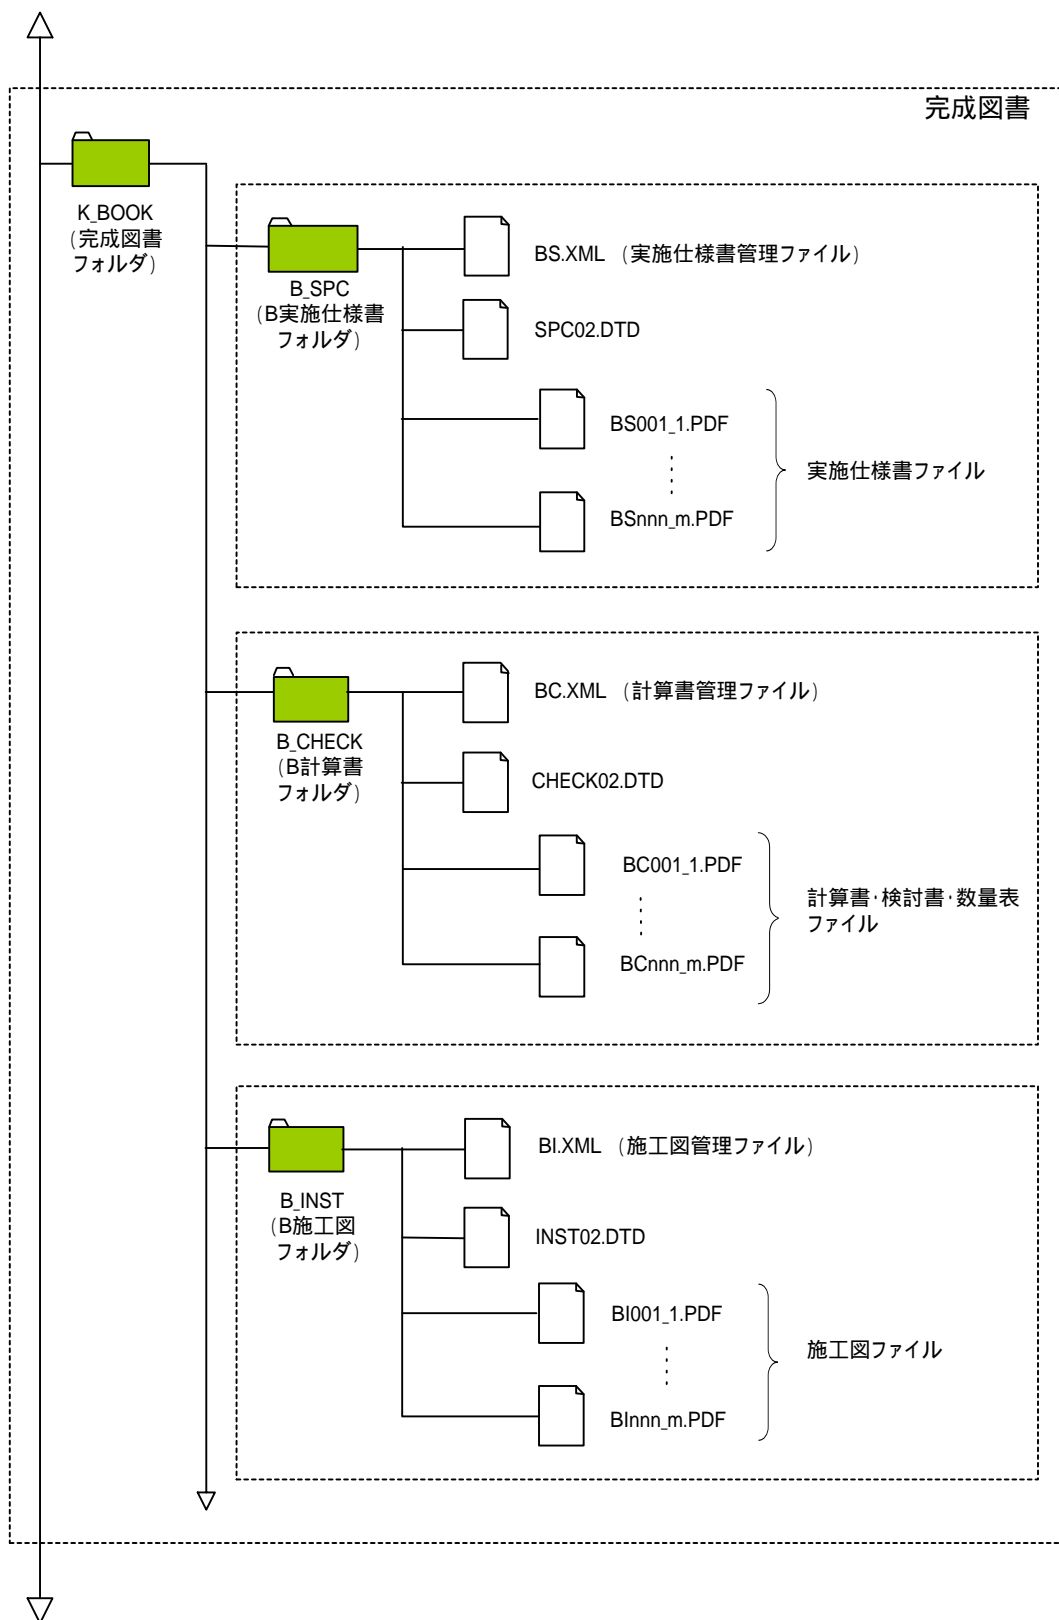 完成図書
K_BOOK
(完成図書
フォルダ)
B_SPC
(B実施仕様書
フォルダ)
BS.XML (実施仕様書管理ファイル)
SPC02.DTD
BS001_1.PDF
BSnnn_m.PDF
実施仕様書ファイル
B_CHECK
(B計算書
フォルダ)
BC.XML (計算書管理ファイル)
CHECK02.DTD
BC001_1.PDF
BCnnn_m.PDF
計算書・検討書・数量表
ファイル
B_INST
(B施工図
フォルダ)
BI.XML (施工図管理ファイル)
INST02.DTD
BI001_1.PDF
BInnn_m.PDF
施工図ファイル